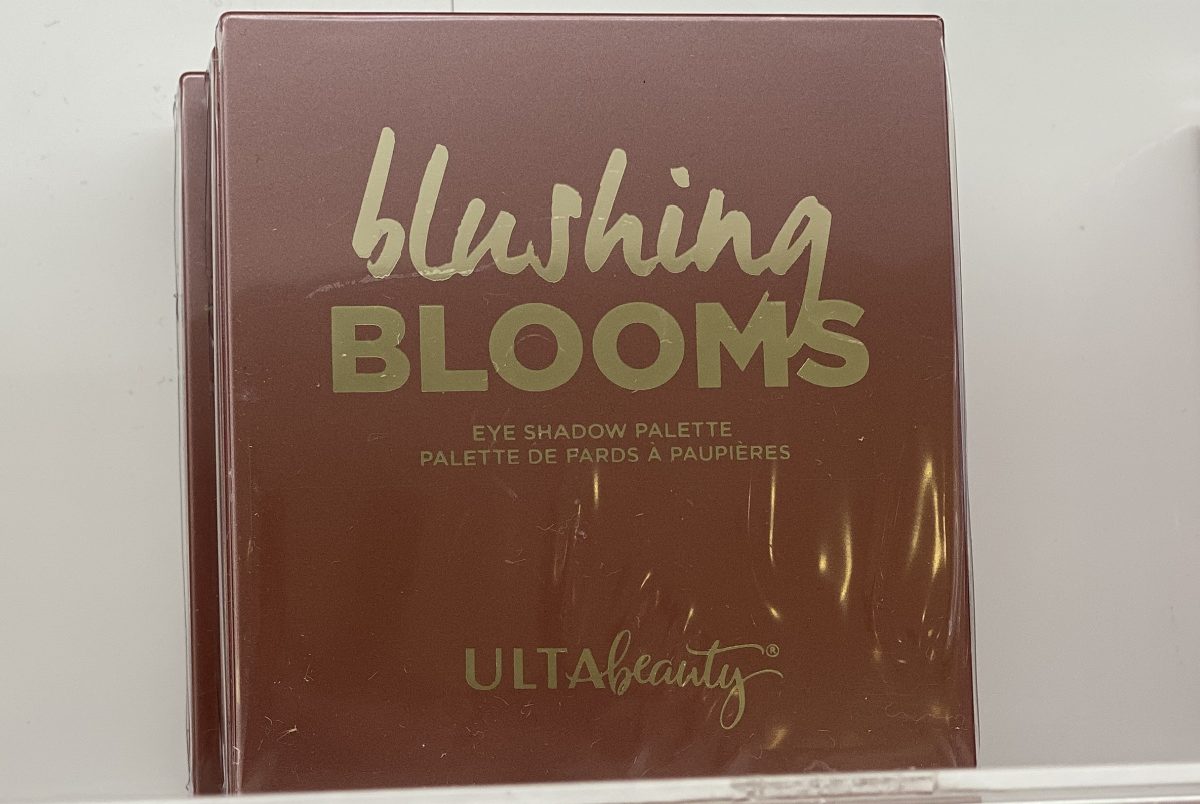 blushing
BLOOMS
EYE SHADOW PALETTE
PALETTE DE FARDS À PAUPIÈRES
ULTAbeauty®